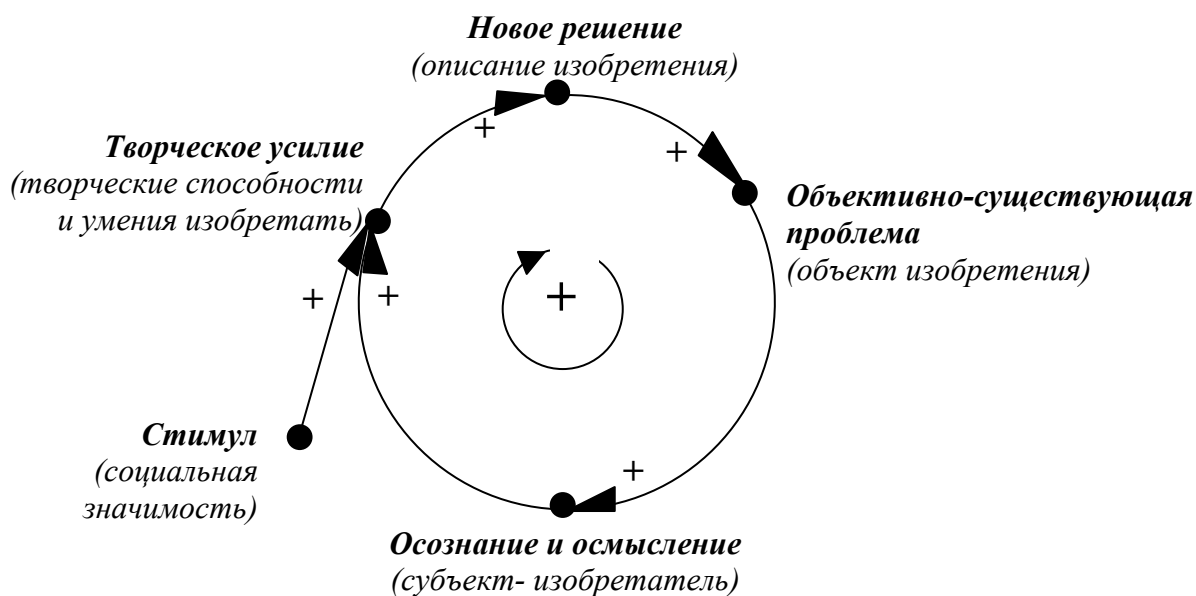 Новое решение
(описание изобретения)
Творческое усилие
(творческие способности
и умения изобретать)
Объективно-существующая
проблема
(объект изобретения)
+
+
+
+
+
Стимул
(социальная
значимость)
+
Осознание и осмысление
(субъект- изобретатель)